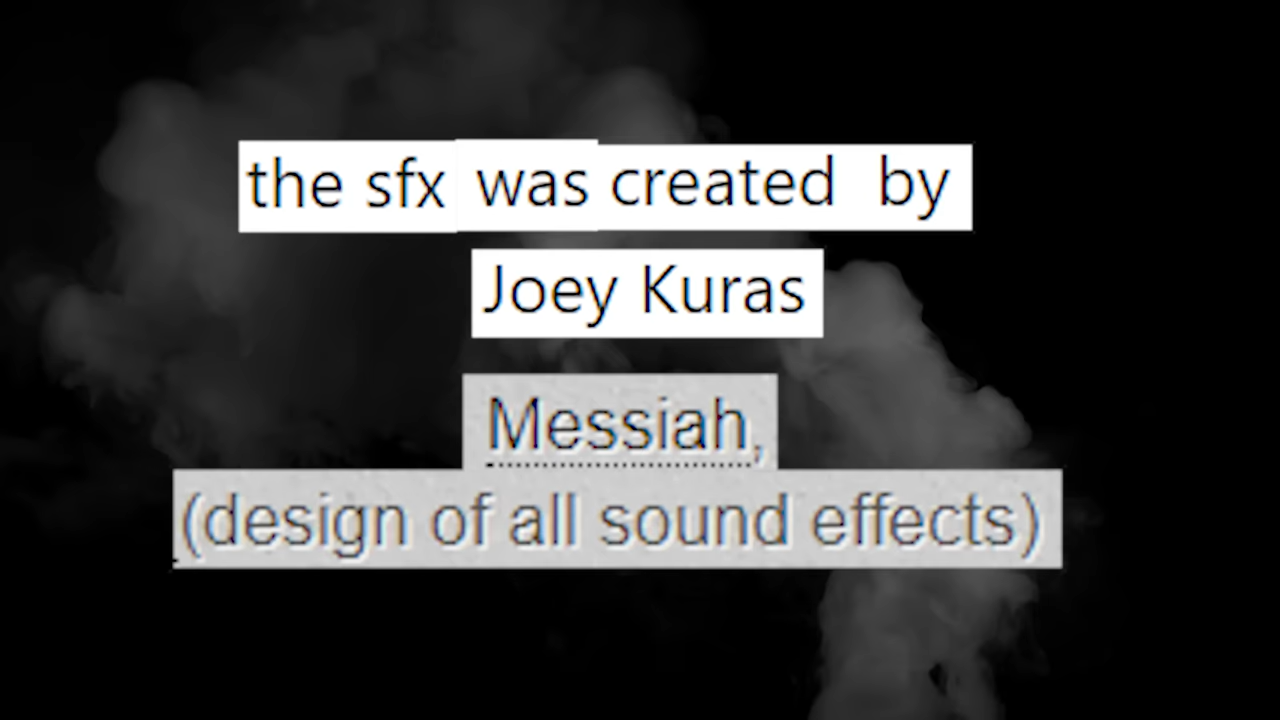 the sfx was created by
Joey Kuras
Messiah,
(design of all sound effects)